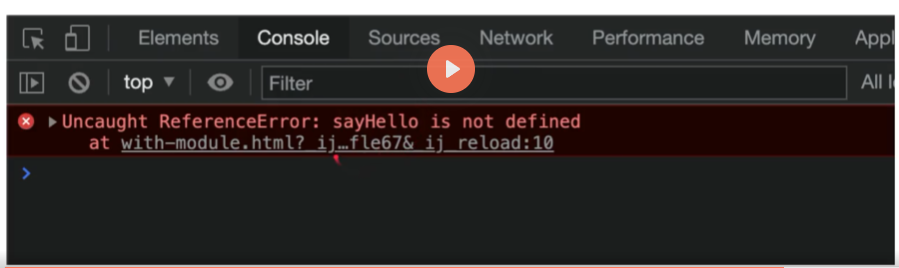 Elements Console Sources Network Performance Memory Appl
top Filter All l
Uncaught ReferenceError: sayHello is not defined
at with-module.html?_ij…fle67&_ij_reload:10